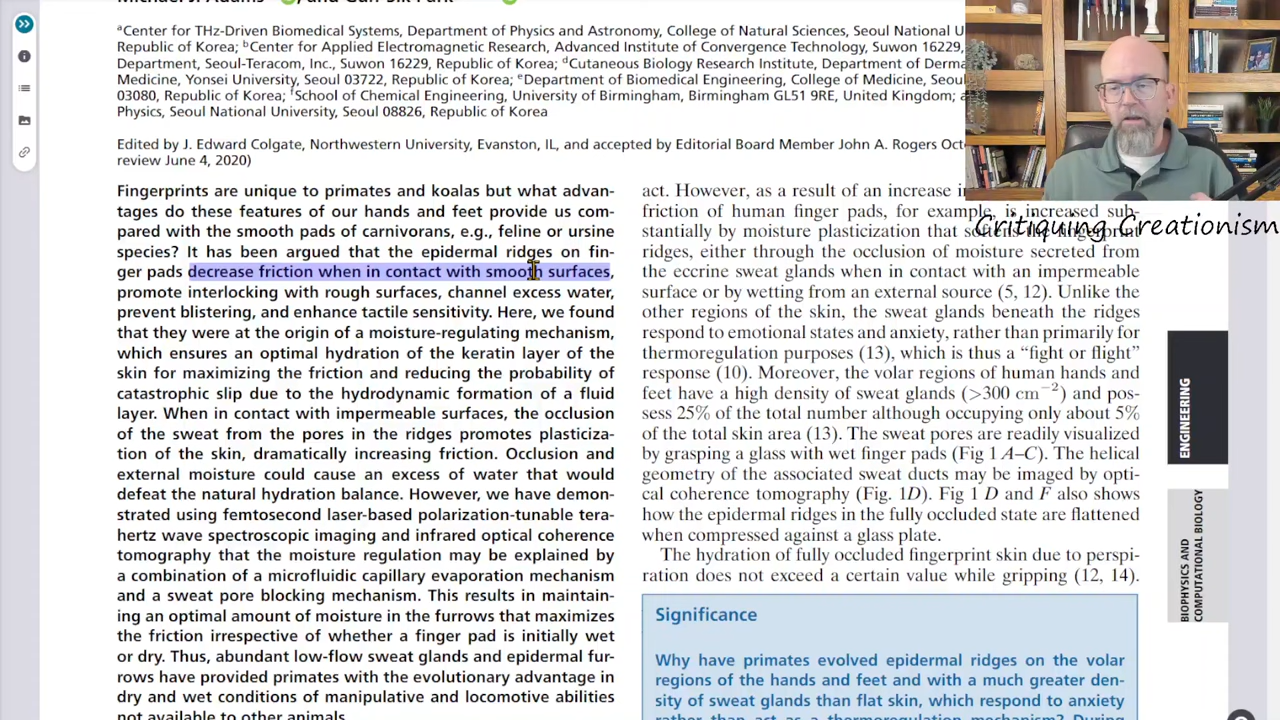 Michael J. Adams, and Gun-Sik Park
aCenter for THz-Driven Biomedical Systems, Department of Physics and Astronomy, College of Natural Sciences, Seoul National U
Republic of Korea; bCenter for Applied Electromagnetic Research, Advanced Institute of Convergence Technology, Suwon 16229,
Department, Seoul-Teracom, Inc., Suwon 16229, Republic of Korea; dCutaneous Biology Research Institute, Department of Derma
Medicine, Yonsei University, Seoul 03722, Republic of Korea; eDepartment of Biomedical Engineering, College of Medicine, Seou
03080, Republic of Korea; fSchool of Chemical Engineering, University of Birmingham, Birmingham GL51 9RE, United Kingdom; a
Physics, Seoul National University, Seoul 08826, Republic of Korea
Edited by J. Edward Colgate, Northwestern University, Evanston, IL, and accepted by Editorial Board Member John A. Rogers Oct
review June 4, 2020)
Fingerprints are unique to primates and koalas but what advan-
tages do these features of our hands and feet provide us com-
pared with the smooth pads of carnivorans, e.g., feline or ursine
species? It has been argued that the epidermal ridges on fin-
ger pads decrease friction when in contact with smooth surfaces,
promote interlocking with rough surfaces, channel excess water,
prevent blistering, and enhance tactile sensitivity. Here, we found
that they were at the origin of a moisture-regulating mechanism,
which ensures an optimal hydration of the keratin layer of the
skin for maximizing the friction and reducing the probability of
catastrophic slip due to the hydrodynamic formation of a fluid
layer. When in contact with impermeable surfaces, the occlusion
of the sweat from the pores in the ridges promotes plasticiza-
tion of the skin, dramatically increasing friction. Occlusion and
external moisture could cause an excess of water that would
defeat the natural hydration balance. However, we have demon-
strated using femtosecond laser-based polarization-tunable tera-
hertz wave spectroscopic imaging and infrared optical coherence
tomography that the moisture regulation may be explained by
a combination of a microfluidic capillary evaporation mechanism
and a sweat pore blocking mechanism. This results in maintain-
ing an optimal amount of moisture in the furrows that maximizes
the friction irrespective of whether a finger pad is initially wet
or dry. Thus, abundant low-flow sweat glands and epidermal fur-
rows have provided primates with the evolutionary advantage in
dry and wet conditions of manipulative and locomotive abilities
not available to other animals.
act. However, as a result of an increase i
friction of human finger pads, for example, is increased sub-
stantially by moisture plasticization that softens the fingerprint
ridges, either through the occlusion of moisture secreted from
the eccrine sweat glands when in contact with an impermeable
surface or by wetting from an external source (5, 12). Unlike the
other regions of the skin, the sweat glands beneath the ridges
respond to emotional states and anxiety, rather than primarily for
thermoregulation purposes (13), which is thus a “fight or flight”
response (10). Moreover, the volar regions of human hands and
feet have a high density of sweat glands (>300 cm−2) and pos-
sess 25% of the total number although occupying only about 5%
of the total skin area (13). The sweat pores are readily visualized
by grasping a glass with wet finger pads (Fig 1 A–C). The helical
geometry of the associated sweat ducts may be imaged by opti-
cal coherence tomography (Fig. 1D). Fig 1 D and F also shows
how the epidermal ridges in the fully occluded state are flattened
when compressed against a glass plate.
The hydration of fully occluded fingerprint skin due to perspi-
ration does not exceed a certain value while gripping (12, 14).
Significance
Why have primates evolved epidermal ridges on the volar
regions of the hands and feet and with a much greater den-
sity of sweat glands than flat skin, which respond to anxiety
rather than act as a thermoregulation mechanism? During
Critiquing Creationism
ENGINEERING
BIOPHYSICS AND
COMPUTATIONAL BIOLOGY